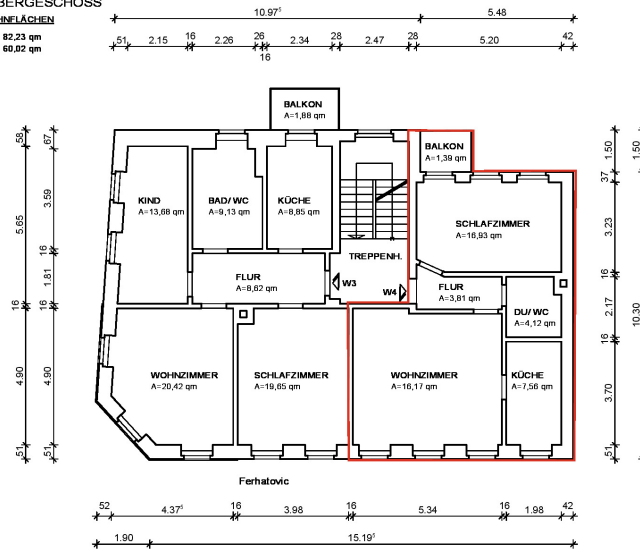 BERGESCHOSS
HNFLÄCHEN
82,23 qm
60,02 qm
10.97⁵
5.48
51
2.15
16
2.26
26
16
2.34
28
2.47
28
5.20
42
BALKON
A=1,88 qm
BALKON
A=1,39 qm
KIND
A=13,68 qm
BAD/ WC
A=9,13 qm
KÜCHE
A=8,85 qm
SCHLAFZIMMER
A=16,93 qm
TREPPENH.
FLUR
A=8,62 qm
W3
W4
FLUR
A=3,81 qm
DU/ WC
A=4,12 qm
WOHNZIMMER
A=20,42 qm
SCHLAFZIMMER
A=19,65 qm
WOHNZIMMER
A=16,17 qm
KÜCHE
A=7,56 qm
58
5.65
16
4.90
51
67
3.59
16
1.81
16
4.90
51
1.50
37
3.23
16
2.17
16
3.70
51
1.50
10.30
Ferhatovic
52
4.37⁵
16
3.98
16
5.34
16
1.98
42
1.90
15.19⁵